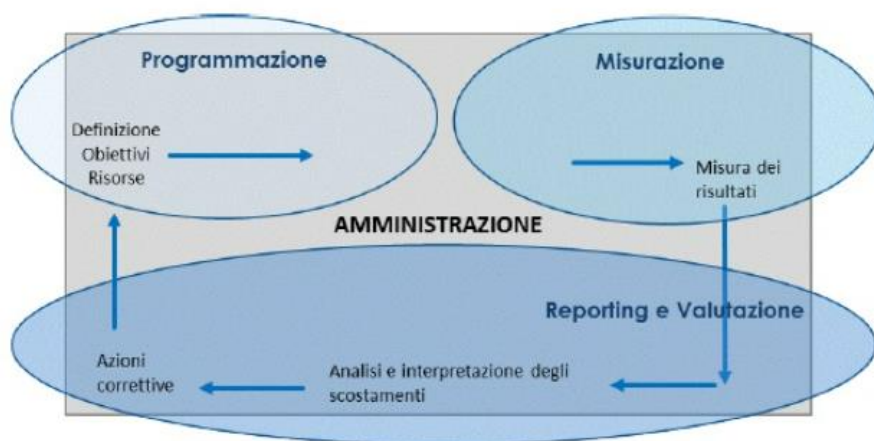 Programmazione
Misurazione
Definizione
Obiettivi
Risorse
Misura dei
risultati
AMMINISTRAZIONE
Reporting e Valutazione
Azioni
correttive
Analisi e interpretazione degli
scostamenti